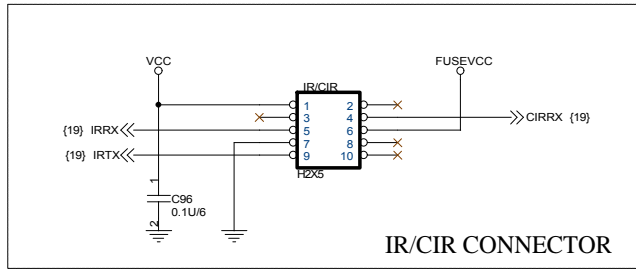 VCC
FUSEVCC
IR/CIR
1 2
3 4
{19} IRRX
5 6
CIRRX {19}
7 8
{19} IRTX
9 10
H2X5
1
C96
0.1U/6
2
IR/CIR CONNECTOR